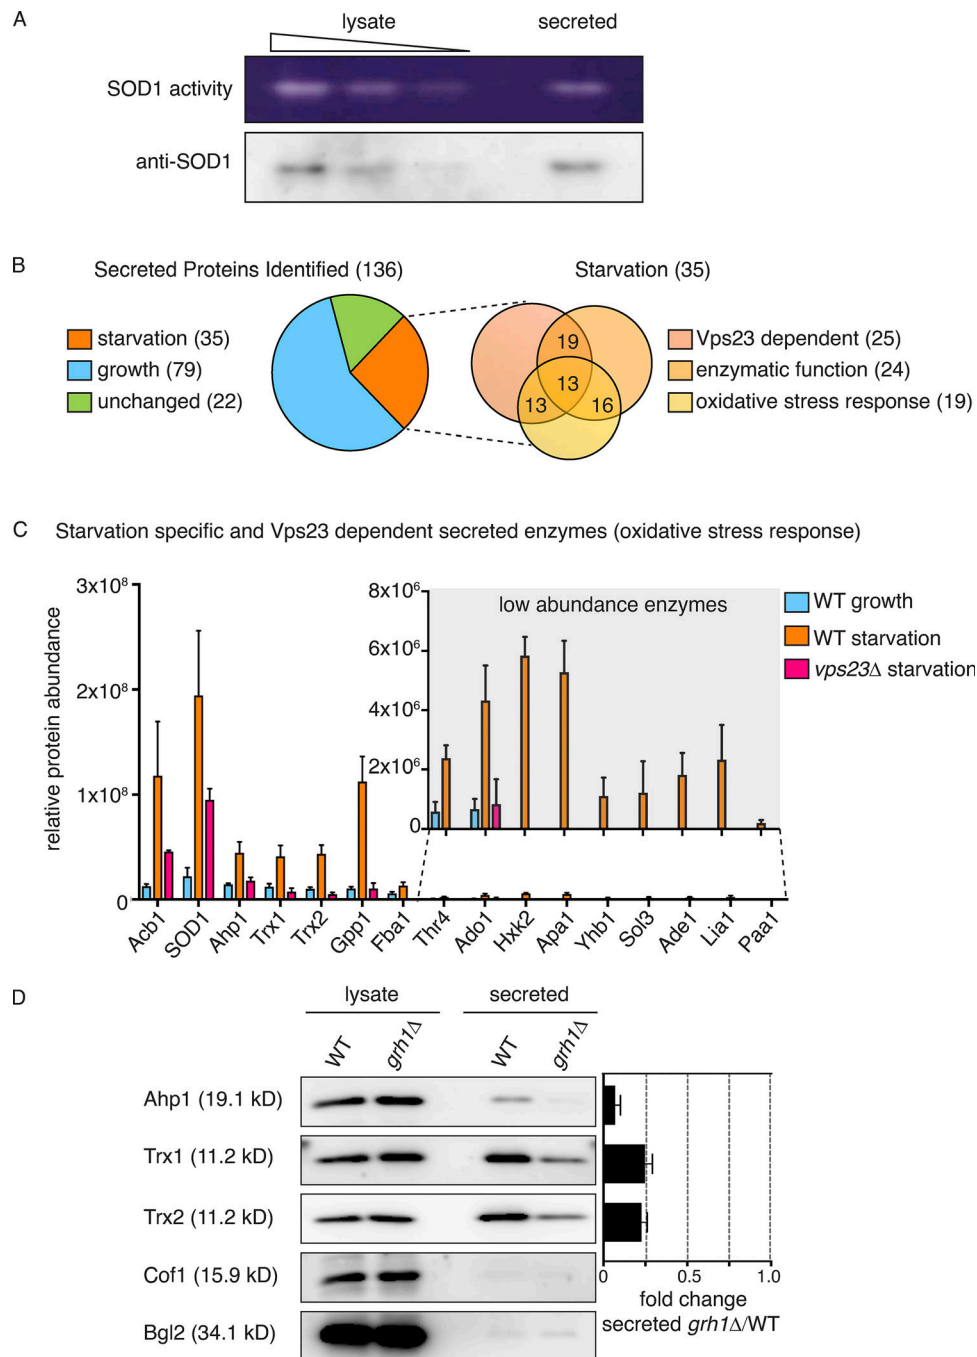 A
lysate
secreted
SOD1 activity
anti-SOD1
B
Secreted Proteins Identified (136)
Starvation (35)
starvation (35)
growth (79)
unchanged (22)
19
13
13
16
Vps23 dependent (25)
enzymatic function (24)
oxidative stress response (19)
C
Starvation specific and Vps23 dependent secreted enzymes (oxidative stress response)
relative protein abundance
3x10⁸
2x10⁸
1x10⁸
0
8x10⁶
6x10⁶
4x10⁶
2x10⁶
0
low abundance enzymes
WT growth
WT starvation
vps23Δ starvation
Acb1
SOD1
Ahp1
Trx1
Trx2
Gpp1
Fba1
Thr4
Ado1
Hxk2
Apa1
Yhb1
Sol3
Ade1
Lia1
Paa1
D
lysate
secreted
WT
grh1Δ
WT
grh1Δ
Ahp1 (19.1 kD)
Trx1 (11.2 kD)
Trx2 (11.2 kD)
Cof1 (15.9 kD)
Bgl2 (34.1 kD)
0
0.5
1.0
fold change
secreted grh1Δ/WT